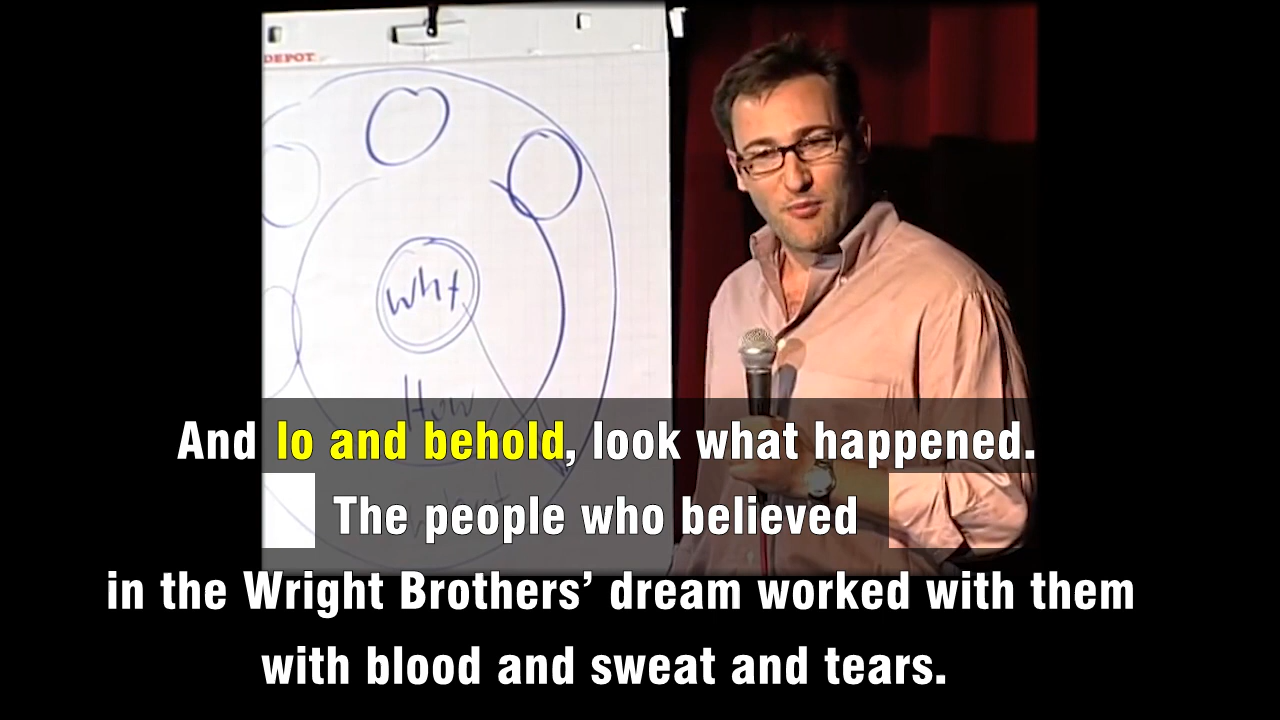 DEPOT
why
How
And lo and behold, look what happened.
The people who believed
in the Wright Brothers’ dream worked with them
with blood and sweat and tears.